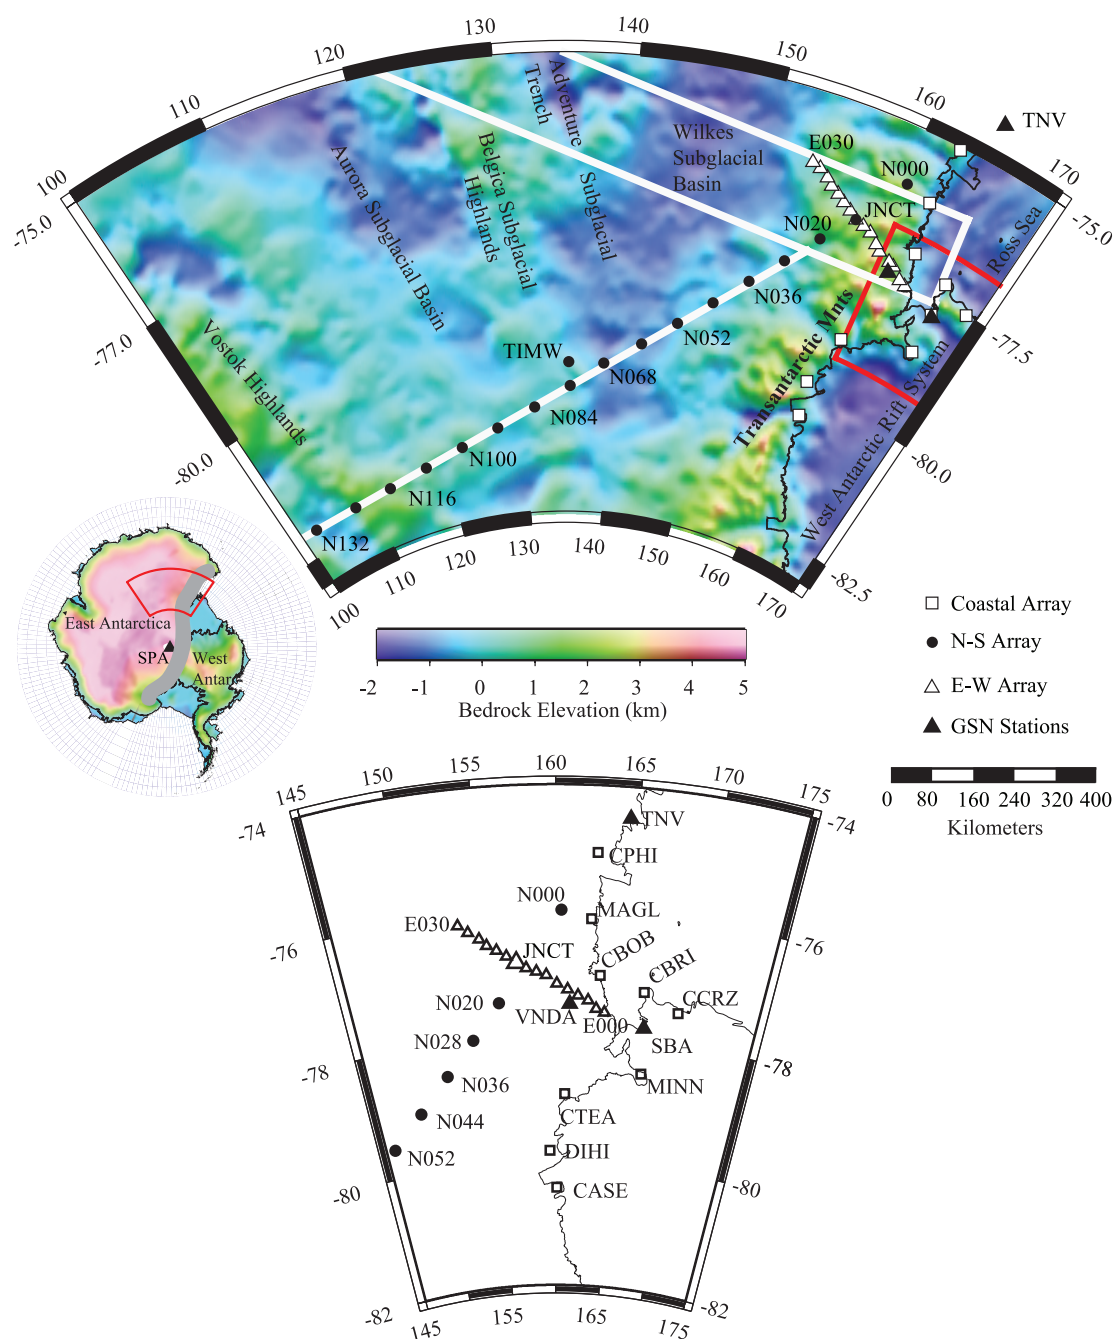 110
120
130
140
150
160
TNV
170
-75.0
100
-75.0
Adventure
Trench
Subglacial
Wilkes
Subglacial
Basin
E030
N000
JNCT
N020
Ross Sea
Belgica Subglacial
Highlands
Aurora Subglacial Basin
N036
N052
-77.0
-77.5
TIMW
N068
Vostok Highlands
Transantarctic Mnts
N084
West Antarctic Rift System
N100
-80.0
-80.0
N116
N132
100
110
120
130
140
150
160
170
-82.5
East Antarctica
SPA
West
Antarc
-2
-1
0
1
2
3
4
5
Bedrock Elevation (km)
Coastal Array
N-S Array
E-W Array
GSN Stations
0
80
160
240
320
400
Kilometers
145
150
155
160
165
170
175
-74
-74
TNV
CPHI
N000
MAGL
E030
JNCT
CBOB
CBRI
-76
-76
N020
VNDA
E000
CCRZ
SBA
N028
-78
-78
N036
MINN
N044
CTEA
N052
DIHI
-80
-80
CASE
-82
-82
145
155
165
175